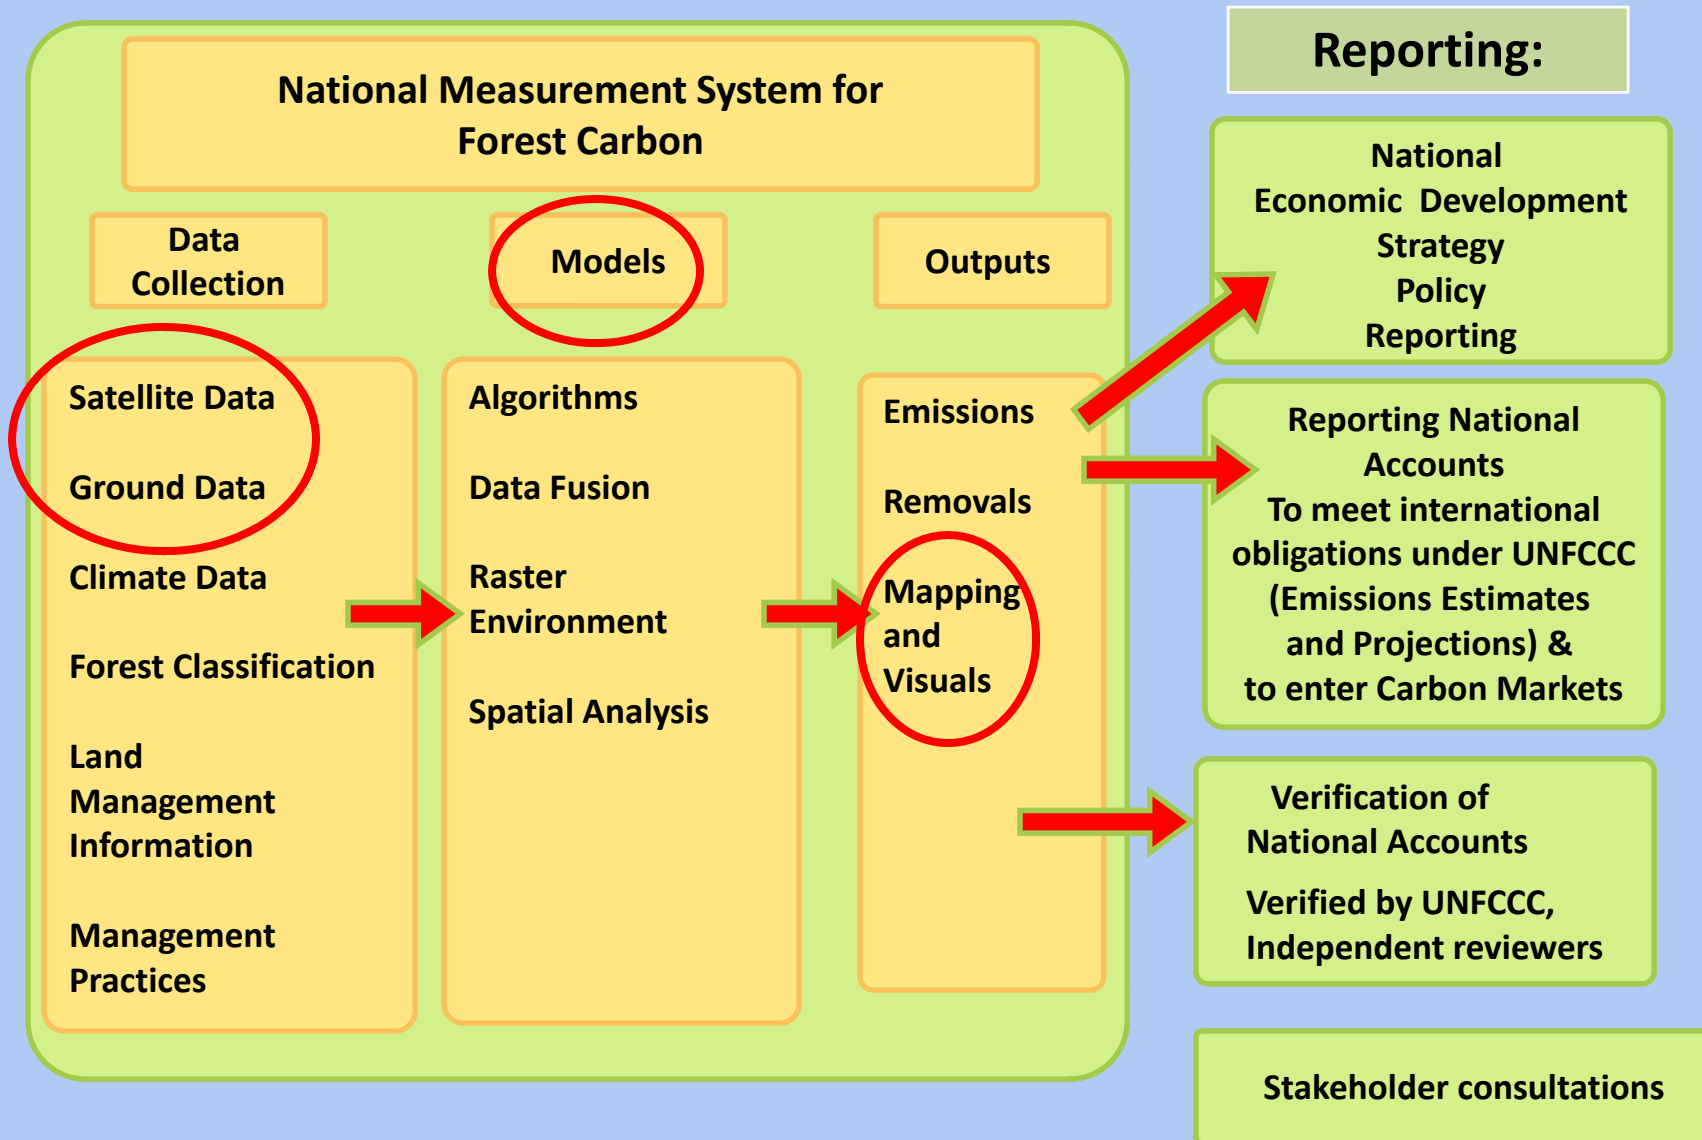 National Measurement System for
Forest Carbon
Data
Collection
Models
Outputs
Satellite Data
Ground Data
Climate Data
Forest Classification
Land
Management
Information
Management
Practices
Algorithms
Data Fusion
Raster
Environment
Spatial Analysis
Emissions
Removals
Mapping
and
Visuals
Reporting:
National
Economic  Development
Strategy
Policy
Reporting
Reporting National
Accounts
To meet international
obligations under UNFCCC
(Emissions Estimates
and Projections) &
to enter Carbon Markets
Verification of
National Accounts
Verified by UNFCCC,
Independent reviewers
Stakeholder consultations